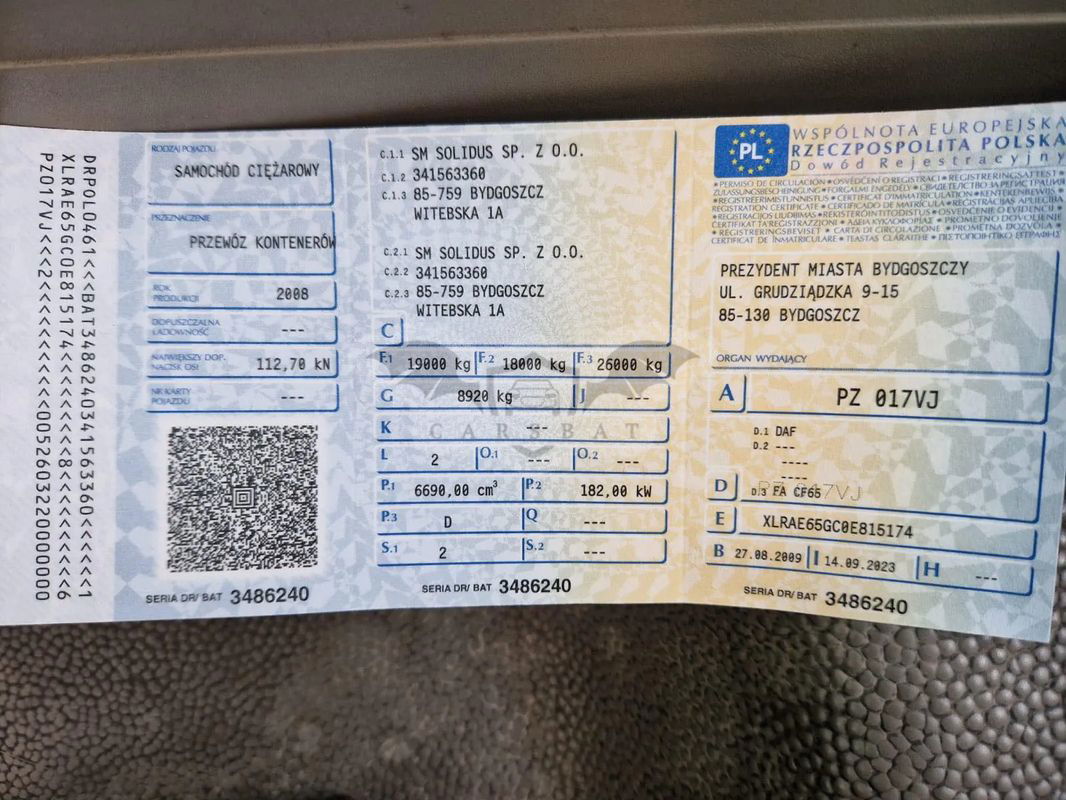 DRPL0461<<<BAT3486240341563360<<<<<<1
XLRAE65GC0E815174<<<<<<<<8<<<<<<<<<<6
PZ017VJ<<<2<<<<<<<<<<<<0052603220000000
RODZAJ POJAZDU
SAMOCHÓD CIĘŻAROWY
PRZEZNACZENIE
PRZEWÓZ KONTENERÓW
ROK PRODUKCJI 2008
DOPUSZCZALNA ŁADOWNOŚĆ ---
NAJWIĘKSZY DOP. NACISK OSI 112,70 kN
NR KARTY POJAZDU ---
SERIA DR/ BAT 3486240
C.1.1 SM SOLIDUS SP. Z O.O.
C.1.2 341563360
C.1.3 85-759 BYDGOSZCZ
WITEBSKA 1A
C.2.1 SM SOLIDUS SP. Z O.O.
C.2.2 341563360
C.2.3 85-759 BYDGOSZCZ
WITEBSKA 1A
C
F.1 19000 kg F.2 18000 kg F.3 26000 kg
G 8920 kg J ---
CARSBAT
K ---
L 2 O.1 --- O.2 ---
P.1 6690,00 cm³ P.2 182,00 kW
P.3 D Q ---
S.1 2 S.2 ---
SERIA DR/ BAT 3486240
PL
WSPÓLNOTA EUROPEJSKA
RZECZPOSPOLITA POLSKA
Dowód Rejestracyjny
PREZYDENT MIASTA BYDGOSZCZY
UL. GRUDZIĄDZKA 9-15
85-130 BYDGOSZCZ
ORGAN WYDAJĄCY
A PZ 017VJ
D.1 DAF
D.2 ---
----
----
D D.3 FA CF65
E XLRAE65GC0E815174
B 27.08.2009 I 14.09.2023 H ---
SERIA DR/ BAT 3486240